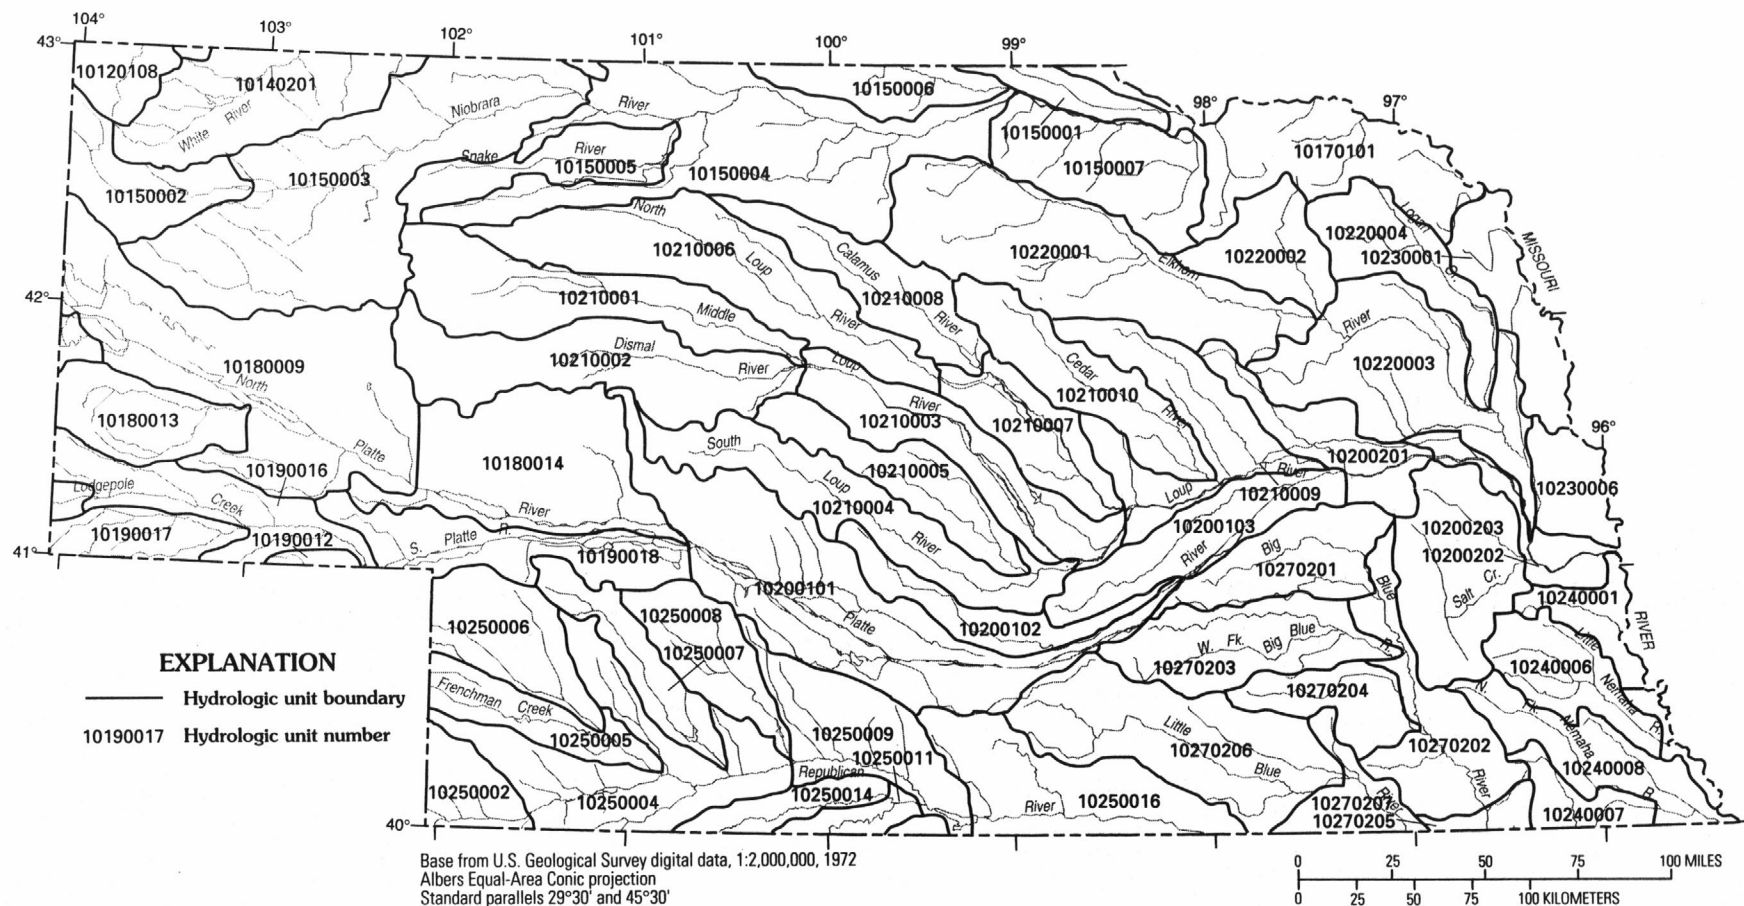 104°
103°
102°
101°
100°
99°
43°
98°
97°
10120108
10140201
White River
Niobrara River
10150006
10150001
10150007
10170101
Snake River
10150005
10150004
10150003
10150002
North Loup River
10210006
Calamus River
10210008
10220001
Elkhorn River
10220002
10220004
Logan Cr.
10230001
MISSOURI RIVER
42°
10210001
Middle Loup River
Dismal River
10210002
10180009
North Platte River
Cedar River
10210010
10220003
10180013
10210003
10210007
96°
10190016
10180014
South Loup River
10210005
10210004
Loup River
10200201
10210009
10230006
Lodgepole Creek
10190017
10190012
41°
S. Platte R.
10190018
10200103
10200203
10200202
Salt Cr.
River
Big Blue R.
10270201
10200101
Platte
10200102
10240001
10250006
10250008
10250007
W. Fk. Big Blue
10270203
Little Nemaha R.
10240006
10270204
N. Fk. Nemaha R.
Frenchman Creek
10250005
10250009
10250011
Little Blue River
10270206
10270202
River
10240008
10250002
10250004
Republican River
10250014
10250016
10270207
10270205
10240007
40°
EXPLANATION
Hydrologic unit boundary
10190017 Hydrologic unit number
Base from U.S. Geological Survey digital data, 1:2,000,000, 1972
Albers Equal-Area Conic projection
Standard parallels 29°30' and 45°30'
0 25 50 75 100 MILES
0 25 50 75 100 KILOMETERS